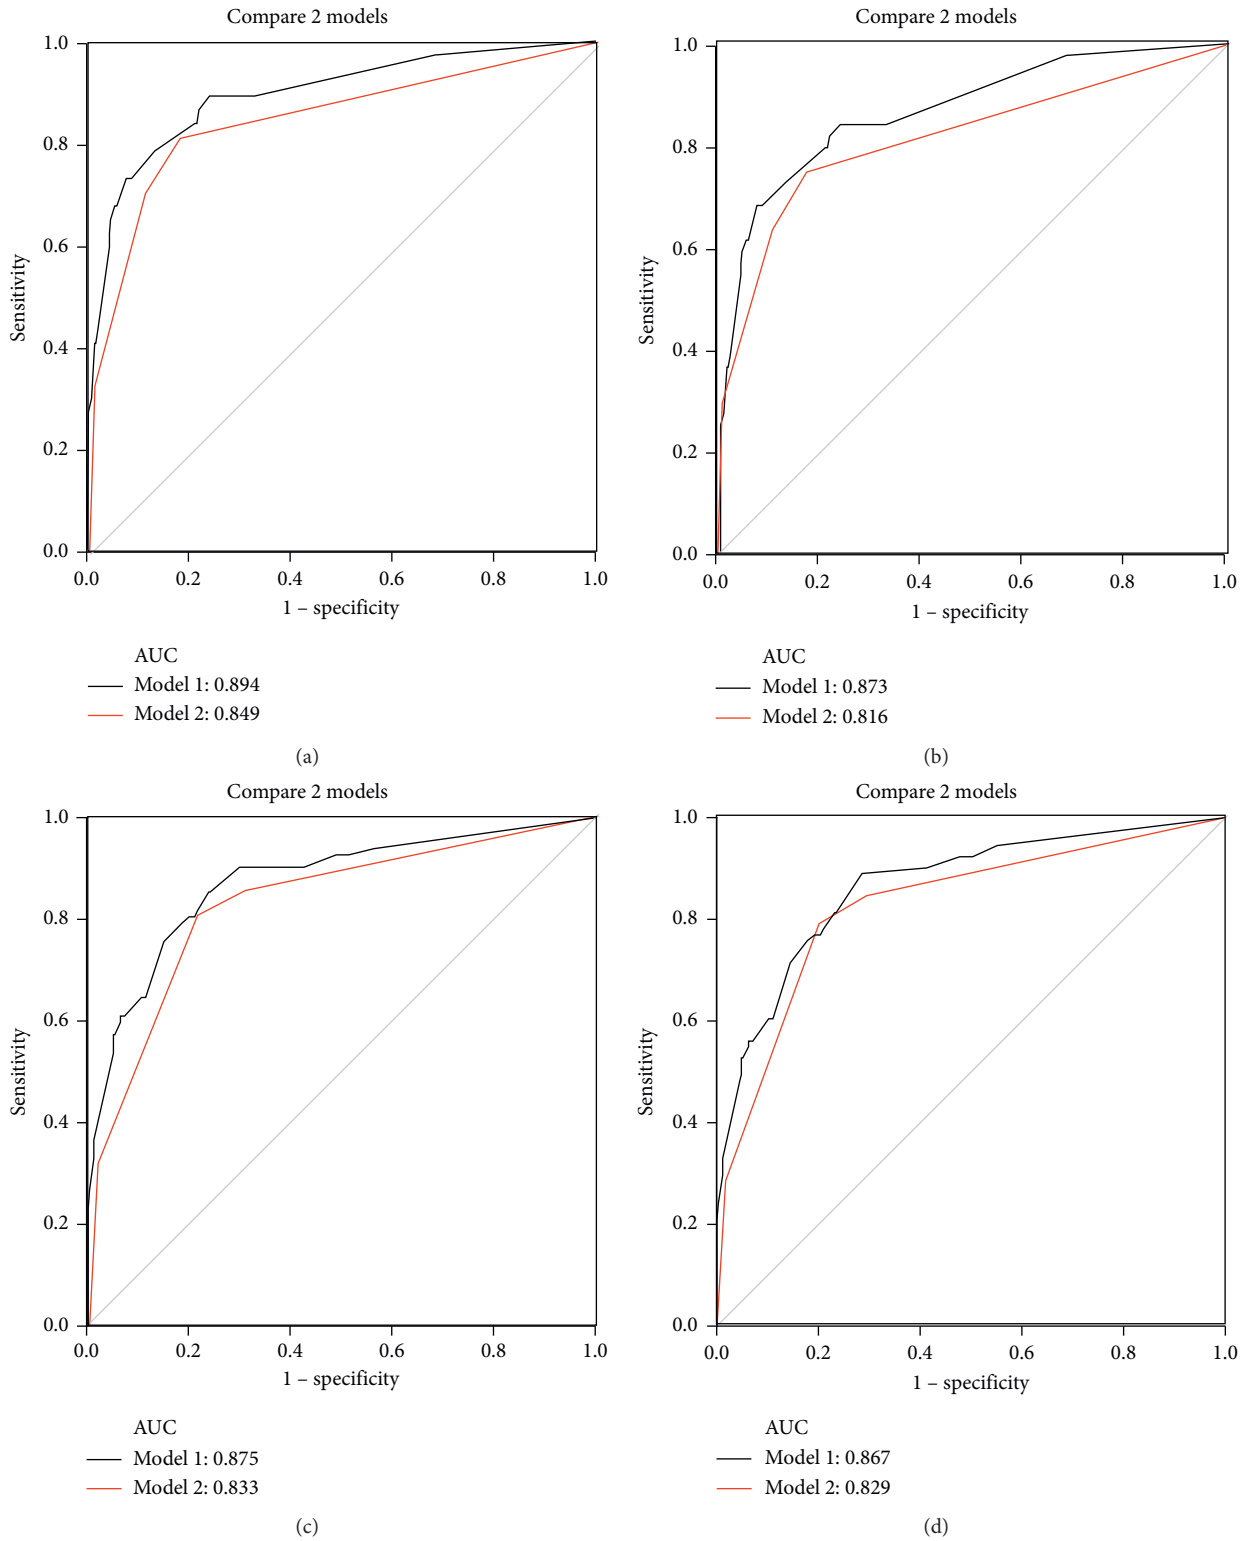 Compare 2 models
1.0
0.8
0.6
0.4
0.2
0.0
Sensitivity
0.0 0.2 0.4 0.6 0.8 1.0
1 – specificity
AUC
Model 1: 0.894
Model 2: 0.849
(a)
Compare 2 models
1.0
0.8
0.6
0.4
0.2
0.0
Sensitivity
0.0 0.2 0.4 0.6 0.8 1.0
1 – specificity
AUC
Model 1: 0.873
Model 2: 0.816
(b)
Compare 2 models
1.0
0.8
0.6
0.4
0.2
0.0
Sensitivity
0.0 0.2 0.4 0.6 0.8 1.0
1 – specificity
AUC
Model 1: 0.875
Model 2: 0.833
(c)
Compare 2 models
1.0
0.8
0.6
0.4
0.2
0.0
Sensitivity
0.0 0.2 0.4 0.6 0.8 1.0
1 – specificity
AUC
Model 1: 0.867
Model 2: 0.829
(d)